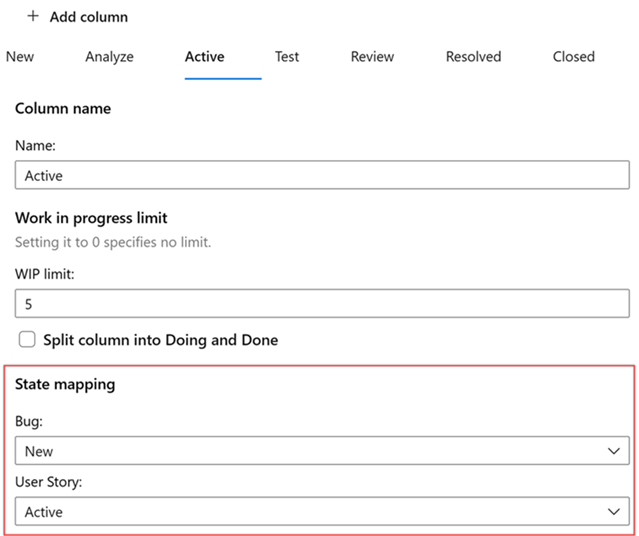 + Add column
New Analyze Active Test Review Resolved Closed
Column name
Name:
Active
Work in progress limit
Setting it to 0 specifies no limit.
WIP limit:
5
Split column into Doing and Done
State mapping
Bug:
New
User Story:
Active